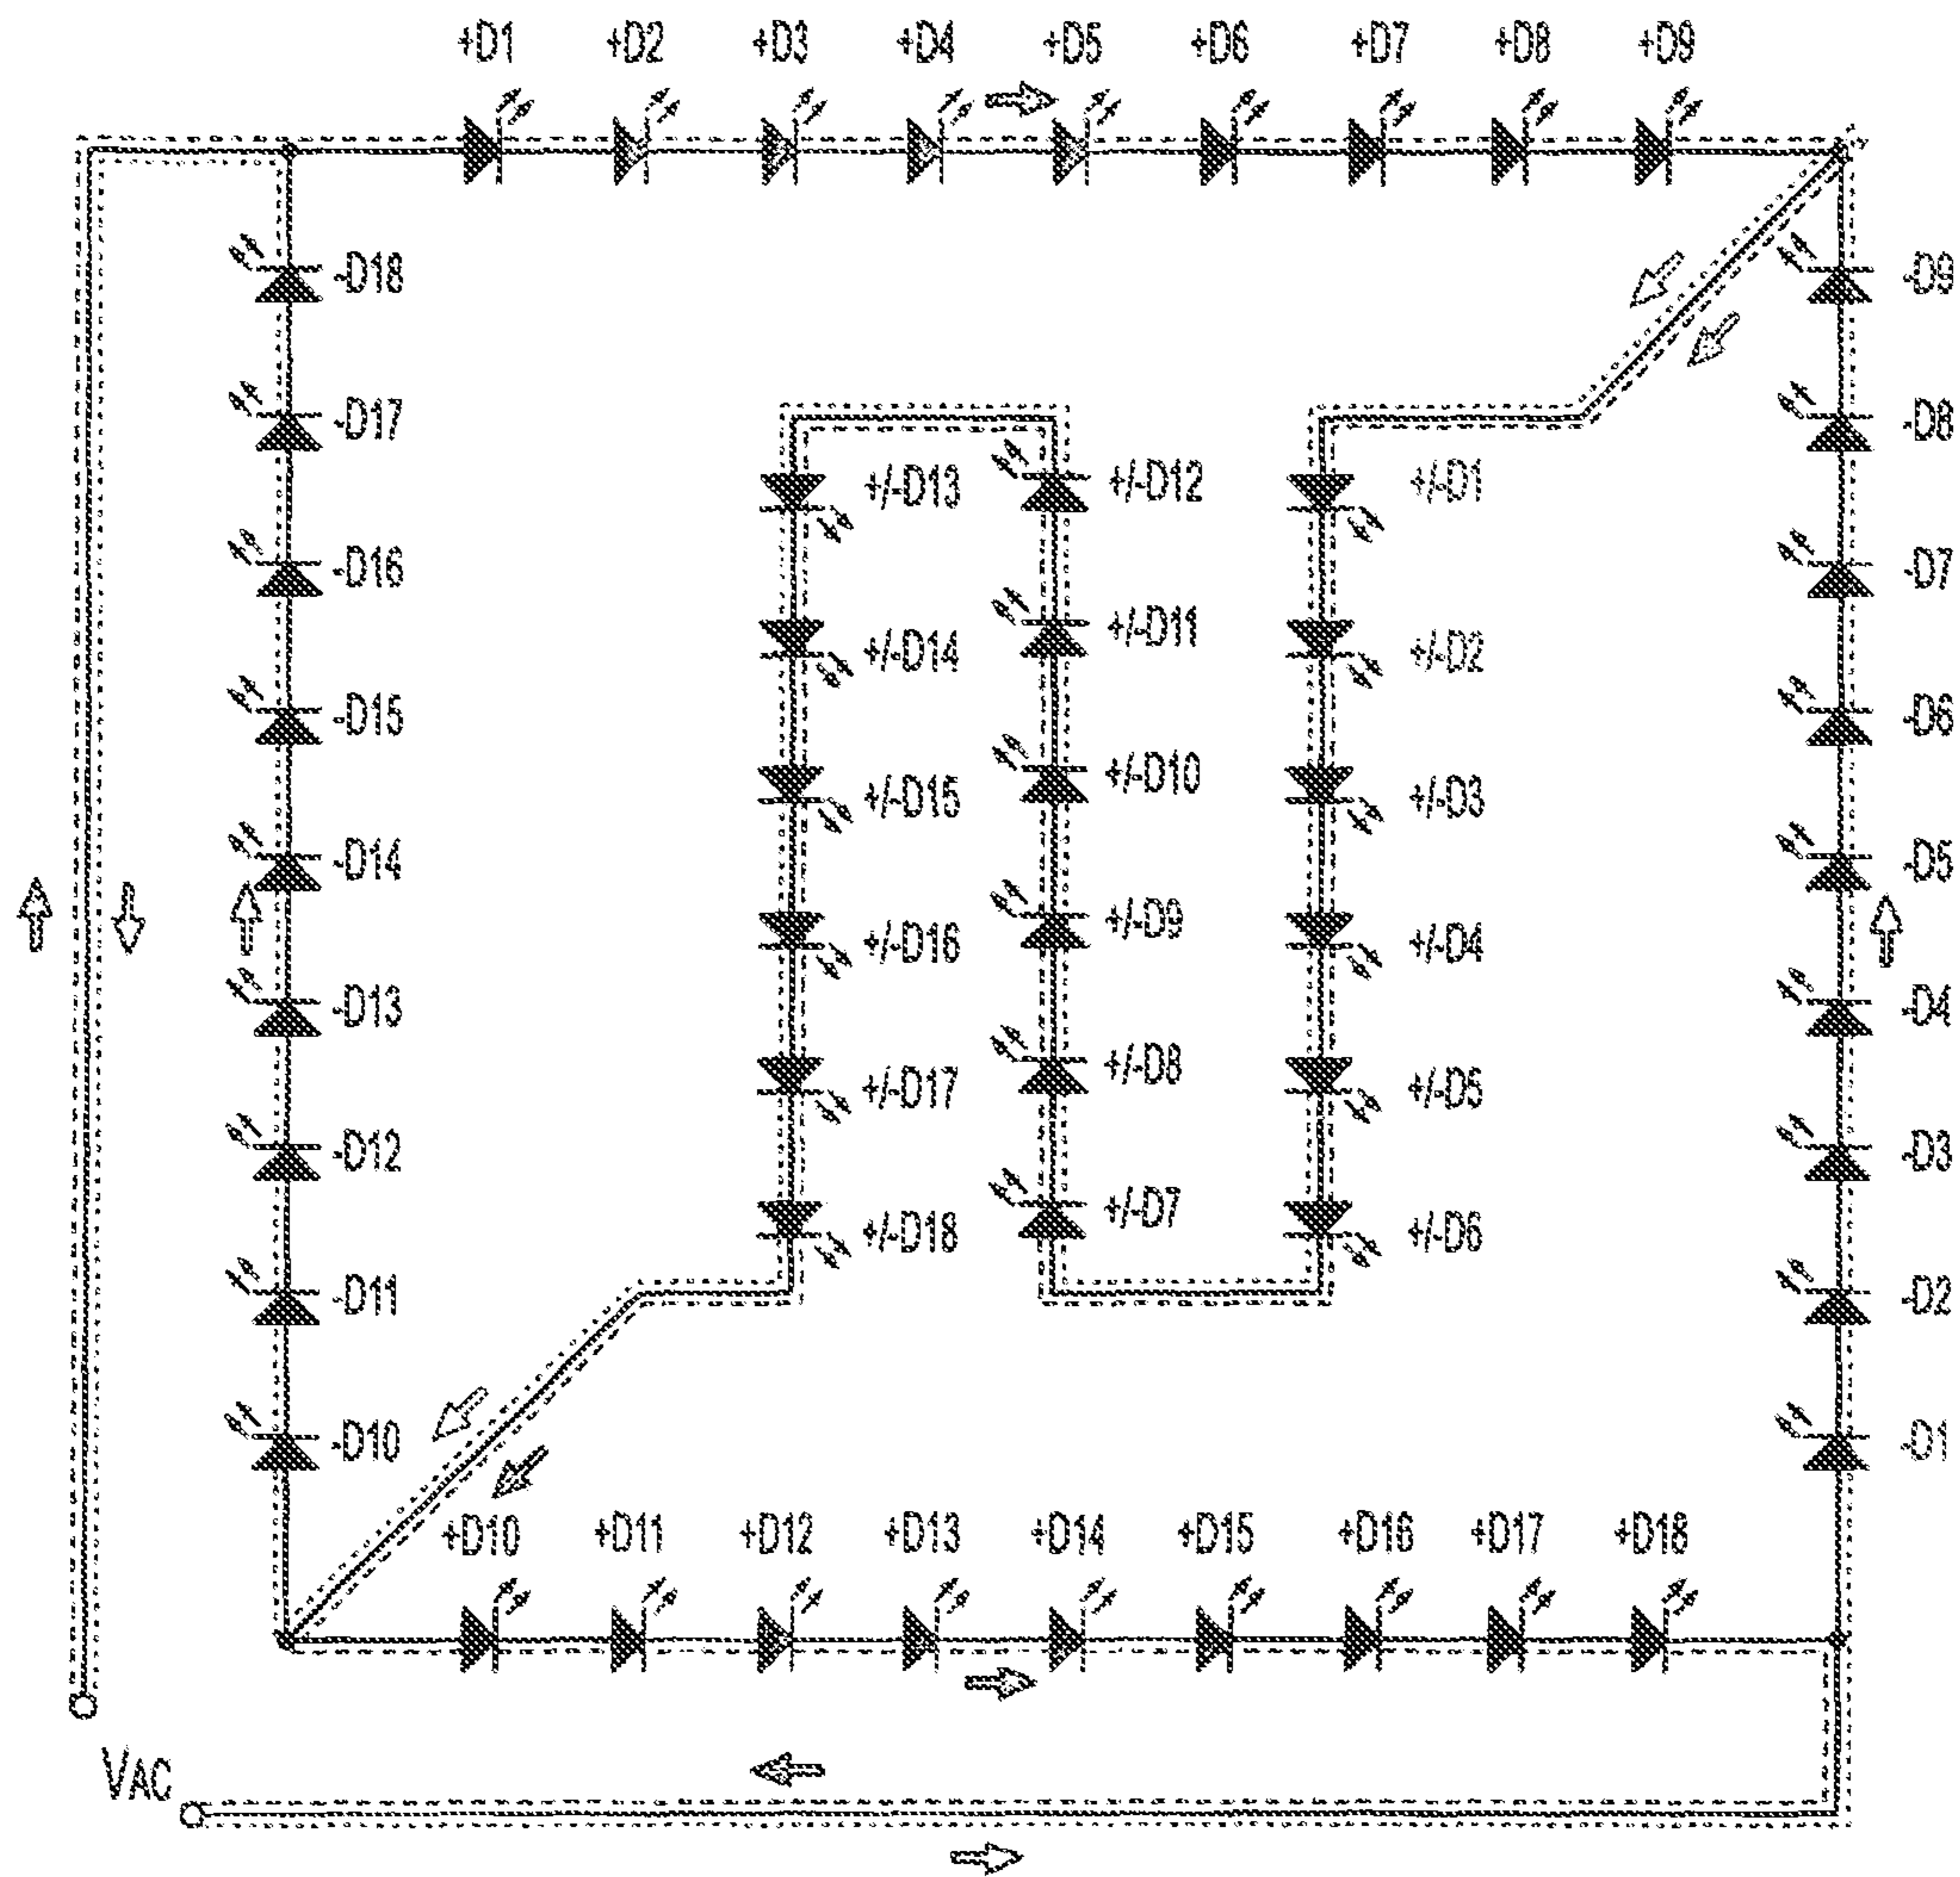 +D1 +D2 +D3 +D4 +D5 +D6 +D7 +D8 +D9
-D18 -D9
-D17 -D8
+/-D13 +/-D12 +/-D1
-D16 -D7
+/-D14 +/-D11 +/-D2
-D15 -D6
+/-D15 +/-D10 +/-D3
-D14 -D5
+/-D16 +/-D9 +/-D4
-D13 -D4
+/-D17 +/-D8 +/-D5
-D12 -D3
+/-D18 +/-D7 +/-D6
-D11 -D2
-D10 -D1
+D10 +D11 +D12 +D13 +D14 +D15 +D16 +D17 +D18
VAC